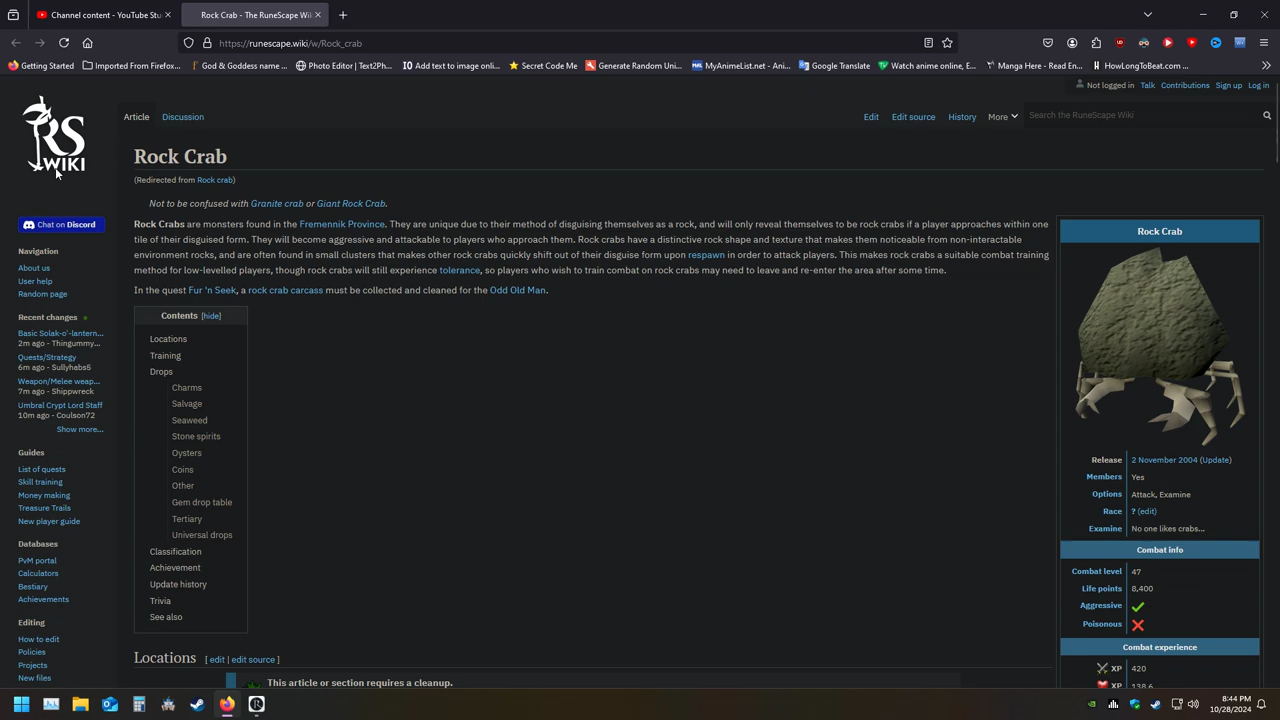 Channel content - YouTube Stu
Rock Crab - The RuneScape Wi
https://runescape.wiki/w/Rock_crab
Getting Started
Imported From Firefox...
God & Goddess name ...
Photo Editor | Text2Ph...
Add text to image onl...
Secret Code Me
Generate Random Uni...
MyAnimeList.net - Ani...
Google Translate
Watch anime online, E...
Manga Here - Read En...
HowLongToBeat.com ...
Not logged in Talk Contributions Sign up Log in
RS
WIKI
Article Discussion
Edit Edit source History More
Search the RuneScape Wiki
Rock Crab
(Redirected from Rock crab)
Not to be confused with Granite crab or Giant Rock Crab.
Rock Crabs are monsters found in the Fremennik Province. They are unique due to their method of disguising themselves as a rock, and will only reveal themselves to be rock crabs if a player approaches within one
tile of their disguised form. They will become aggressive and attackable to players who approach them. Rock crabs have a distinctive rock shape and texture that makes them noticeable from non-interactable
environment rocks, and are often found in small clusters that makes other rock crabs quickly shift out of their disguise form upon respawn in order to attack players. This makes rock crabs a suitable combat training
method for low-levelled players, though rock crabs will still experience tolerance, so players who wish to train combat on rock crabs may need to leave and re-enter the area after some time.
In the quest Fur 'n Seek, a rock crab carcass must be collected and cleaned for the Odd Old Man.
Chat on Discord
Navigation
About us
User help
Random page
Recent changes
Basic Solak-o'-lantern...
2m ago - Thingummy...
Quests/Strategy
6m ago - Sullyhabs5
Weapon/Melee weap...
7m ago - Shippwreck
Umbral Crypt Lord Staff
10m ago - Coulson72
Show more...
Guides
List of quests
Skill training
Money making
Treasure Trails
New player guide
Databases
PvM portal
Calculators
Bestiary
Achievements
Editing
How to edit
Policies
Projects
New files
Contents [hide]
Locations
Training
Drops
Charms
Salvage
Seaweed
Stone spirits
Oysters
Coins
Other
Gem drop table
Tertiary
Universal drops
Classification
Achievement
Update history
Trivia
See also
Locations [ edit | edit source ]
This article or section requires a cleanup.
Rock Crab
Release 2 November 2004 (Update)
Members Yes
Options Attack, Examine
Race ? (edit)
Examine No one likes crabs...
Combat info
Combat level 47
Life points 8,400
Aggressive
Poisonous
Combat experience
XP 420
XP 138.6
8:44 PM
10/28/2024